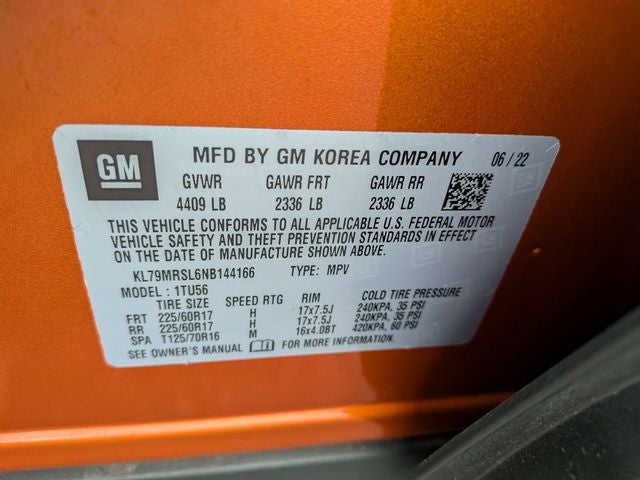 GM MFD BY GM KOREA COMPANY 06 / 22
GVWR GAWR FRT GAWR RR
4409 LB 2336 LB 2336 LB
THIS VEHICLE CONFORMS TO ALL APPLICABLE U.S. FEDERAL MOTOR
VEHICLE SAFETY AND THEFT PREVENTION STANDARDS IN EFFECT
ON THE DATE OF MANUFACTURE SHOWN ABOVE.
KL79MRSL6NB144166 TYPE: MPV
MODEL : 1TU56
TIRE SIZE SPEED RTG RIM COLD TIRE PRESSURE
FRT 225/60R17 H 17x7.5J 240KPA, 35 PSI
RR 225/60R17 H 17x7.5J 240KPA, 35 PSI
SPA T125/70R16 M 16x4.0BT 420KPA, 60 PSI
SEE OWNER'S MANUAL FOR MORE INFORMATION.